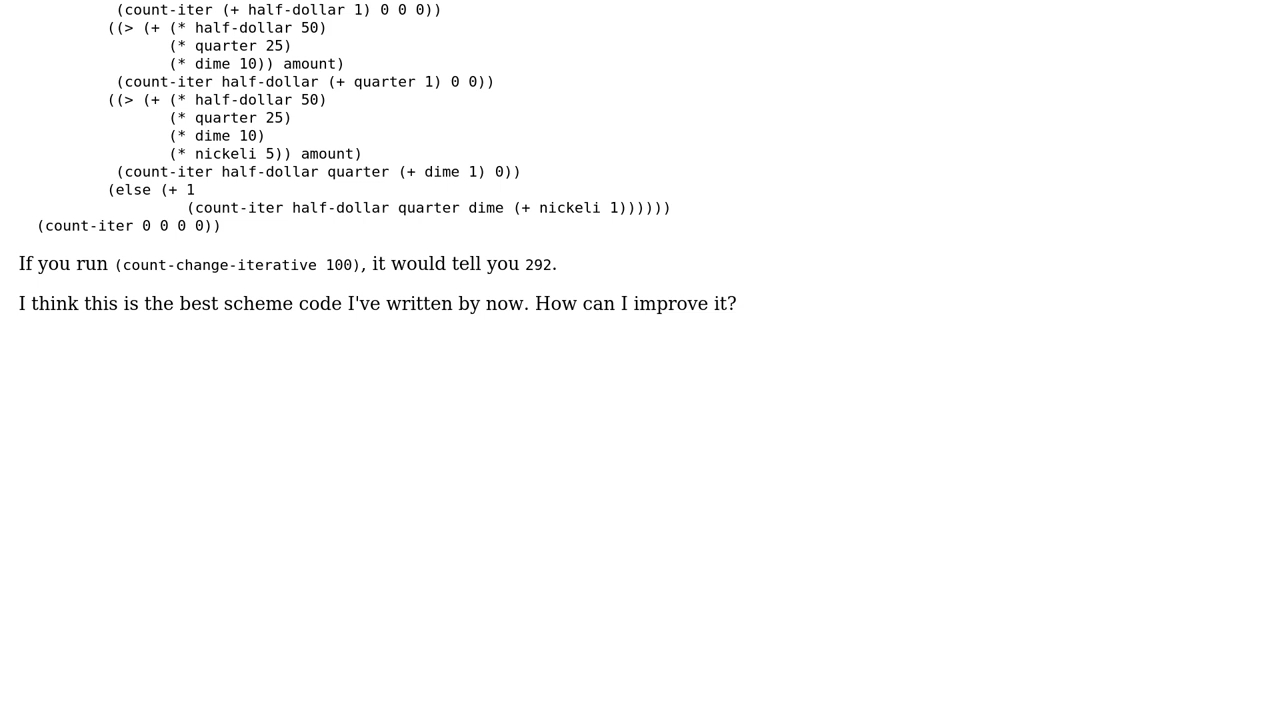 (count-iter (+ half-dollar 1) 0 0 0))
((> (+ (* half-dollar 50)
(* quarter 25)
(* dime 10)) amount)
(count-iter half-dollar (+ quarter 1) 0 0))
((> (+ (* half-dollar 50)
(* quarter 25)
(* dime 10)
(* nickeli 5)) amount)
(count-iter half-dollar quarter (+ dime 1) 0))
(else (+ 1
(count-iter half-dollar quarter dime (+ nickeli 1))))))
(count-iter 0 0 0 0))
If you run (count-change-iterative 100), it would tell you 292.
I think this is the best scheme code I've written by now. How can I improve it?